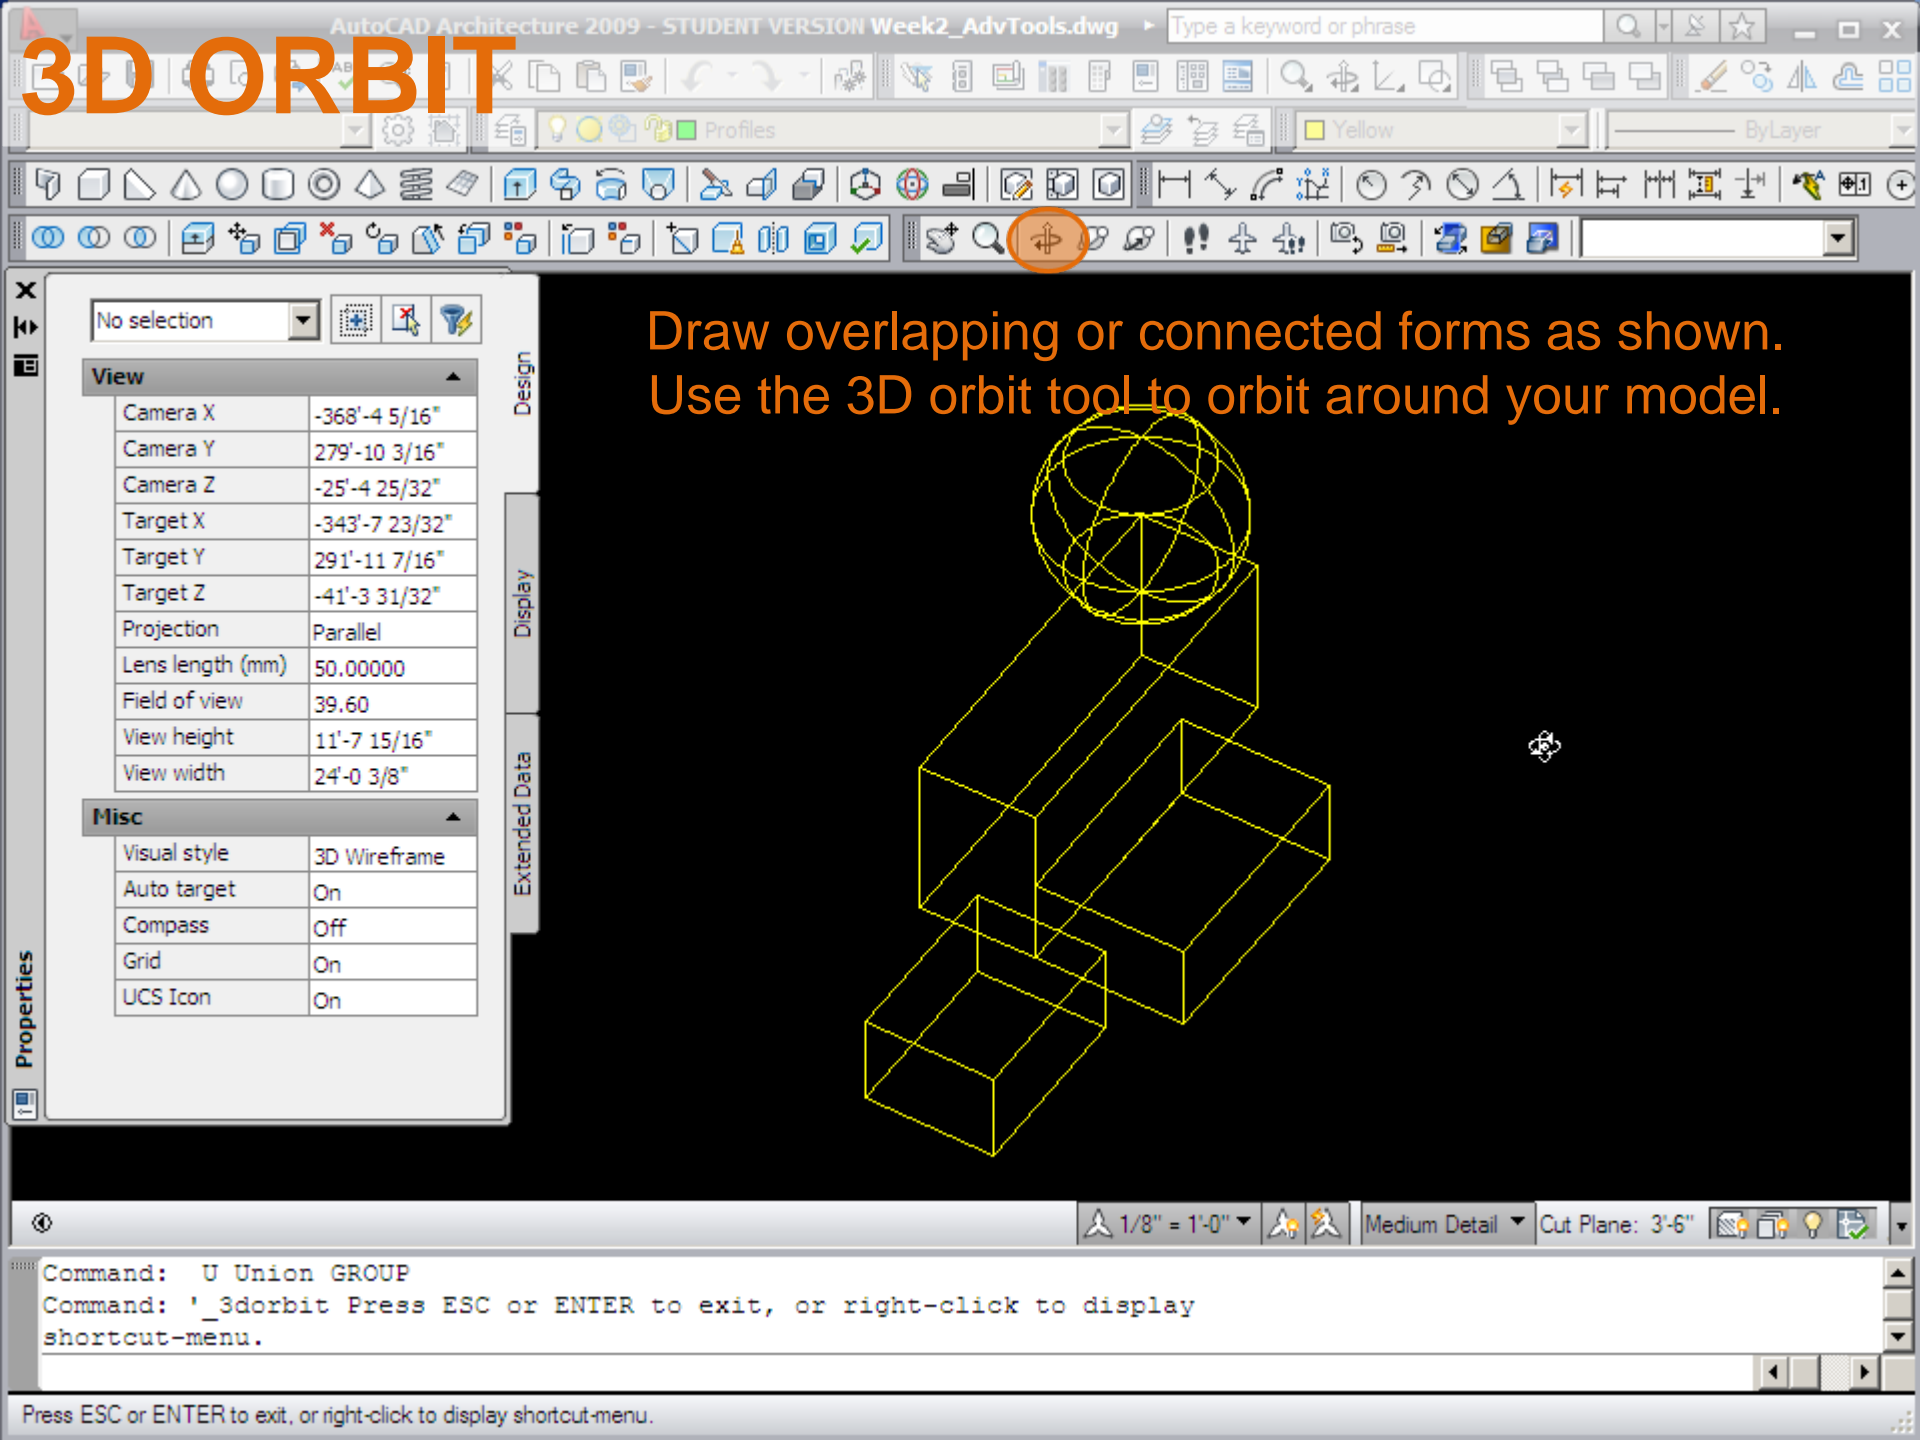 AutoCAD Architecture 2009 - STUDENT VERSION Week2_AdvTools.dwg
Type a keyword or phrase
3D ORBIT
Profiles
Yellow
ByLayer
No selection
Design
Display
Extended Data
Properties
View
Camera X -368'-4 5/16"
Camera Y 279'-10 3/16"
Camera Z -25'-4 25/32"
Target X -343'-7 23/32"
Target Y 291'-11 7/16"
Target Z -41'-3 31/32"
Projection Parallel
Lens length (mm) 50.00000
Field of view 39.60
View height 11'-7 15/16"
View width 24'-0 3/8"
Misc
Visual style 3D Wireframe
Auto target On
Compass Off
Grid On
UCS Icon On
Draw overlapping or connected forms as shown.
Use the 3D orbit tool to orbit around your model.
1/8" = 1'-0"
Medium Detail
Cut Plane: 3'-6"
Command: U Union GROUP
Command: '_3dorbit Press ESC or ENTER to exit, or right-click to display
shortcut-menu.
Press ESC or ENTER to exit, or right-click to display shortcut-menu.